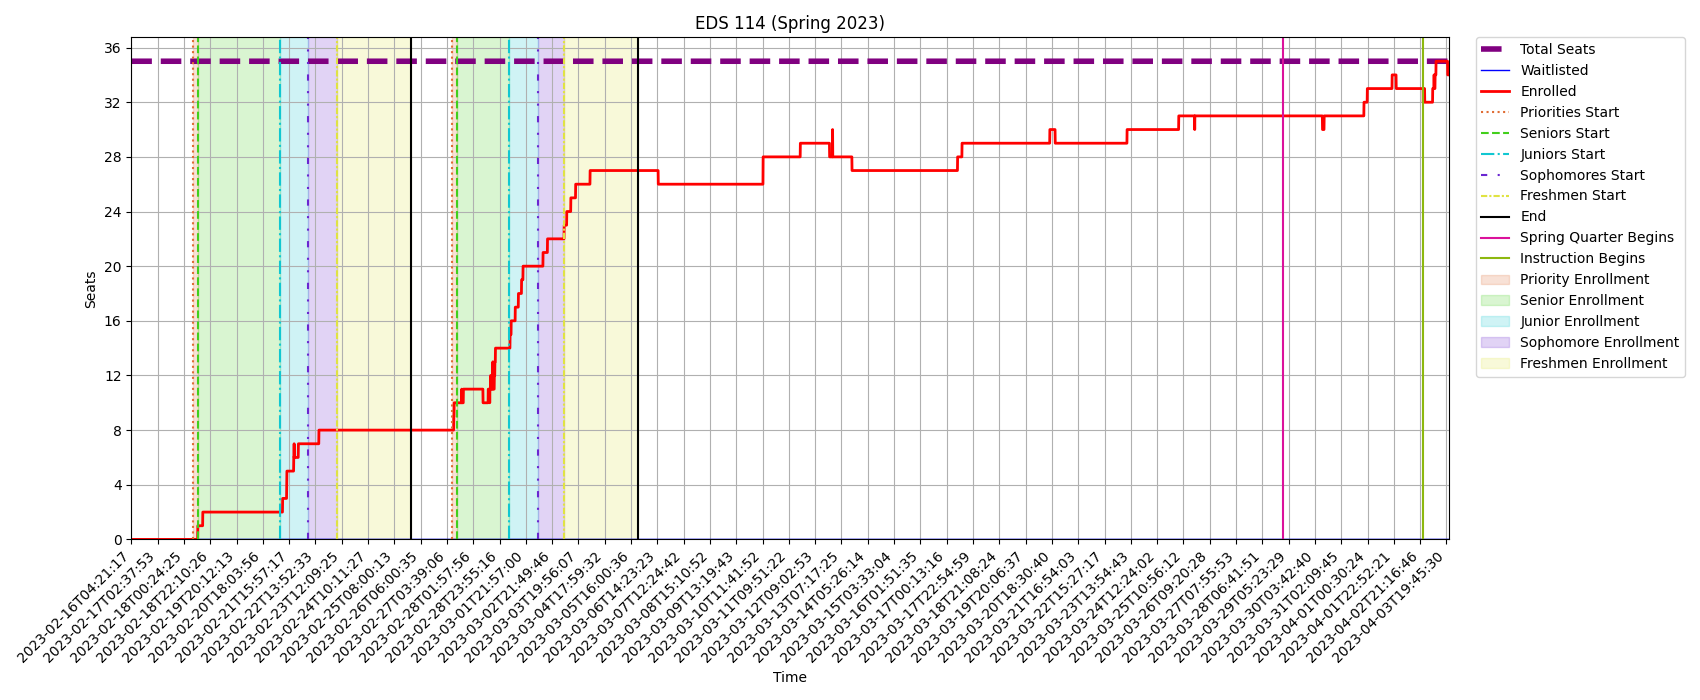 EDS 114 (Spring 2023)
Seats
36
32
28
24
20
16
12
8
4
0
2023-02-16T04:21:17
2023-02-17T02:37:53
2023-02-18T00:24:25
2023-02-18T22:10:26
2023-02-19T20:12:13
2023-02-20T18:03:56
2023-02-21T15:57:17
2023-02-22T13:52:33
2023-02-23T12:09:25
2023-02-24T10:11:27
2023-02-25T08:00:13
2023-02-26T06:00:35
2023-02-27T03:39:06
2023-02-28T01:57:56
2023-02-28T23:55:16
2023-03-01T21:57:00
2023-03-02T21:49:46
2023-03-03T19:56:07
2023-03-04T17:59:32
2023-03-05T16:00:36
2023-03-06T14:23:23
2023-03-07T12:24:42
2023-03-08T15:10:52
2023-03-09T13:19:43
2023-03-10T11:41:52
2023-03-11T09:51:22
2023-03-12T09:02:53
2023-03-13T07:17:25
2023-03-14T05:26:14
2023-03-15T03:33:04
2023-03-16T01:51:35
2023-03-17T00:13:16
2023-03-17T22:54:59
2023-03-18T21:08:24
2023-03-19T20:06:37
2023-03-20T18:30:40
2023-03-21T16:54:03
2023-03-22T15:27:17
2023-03-23T13:54:43
2023-03-24T12:24:02
2023-03-25T10:56:12
2023-03-26T09:20:28
2023-03-27T07:55:53
2023-03-28T06:41:51
2023-03-29T05:23:29
2023-03-30T03:42:40
2023-03-31T02:09:45
2023-04-01T00:30:24
2023-04-01T22:52:21
2023-04-02T21:16:46
2023-04-03T19:45:30
Time
Total Seats
Waitlisted
Enrolled
Priorities Start
Seniors Start
Juniors Start
Sophomores Start
Freshmen Start
End
Spring Quarter Begins
Instruction Begins
Priority Enrollment
Senior Enrollment
Junior Enrollment
Sophomore Enrollment
Freshmen Enrollment